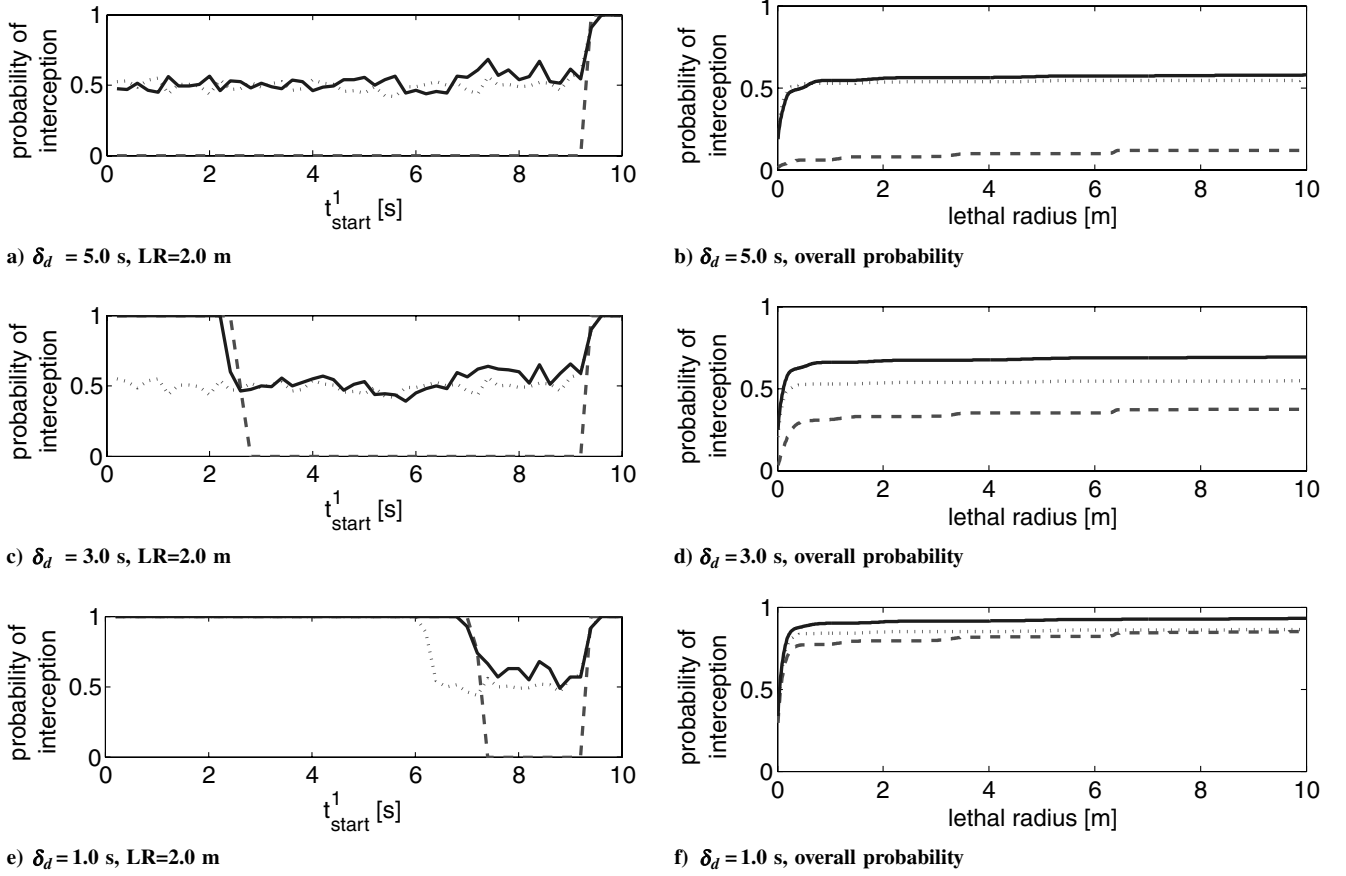 1
0.5
0
probability of
interception
0 2 4 6 8 10
t¹start [s]
a) δd = 5.0 s, LR=2.0 m
1
0.5
0
probability of
interception
0 2 4 6 8 10
lethal radius [m]
b) δd = 5.0 s, overall probability
1
0.5
0
probability of
interception
0 2 4 6 8 10
t¹start [s]
c) δd = 3.0 s, LR=2.0 m
1
0.5
0
probability of
interception
0 2 4 6 8 10
lethal radius [m]
d) δd = 3.0 s, overall probability
1
0.5
0
probability of
interception
0 2 4 6 8 10
t¹start [s]
e) δd = 1.0 s, LR=2.0 m
1
0.5
0
probability of
interception
0 2 4 6 8 10
lethal radius [m]
f) δd = 1.0 s, overall probability